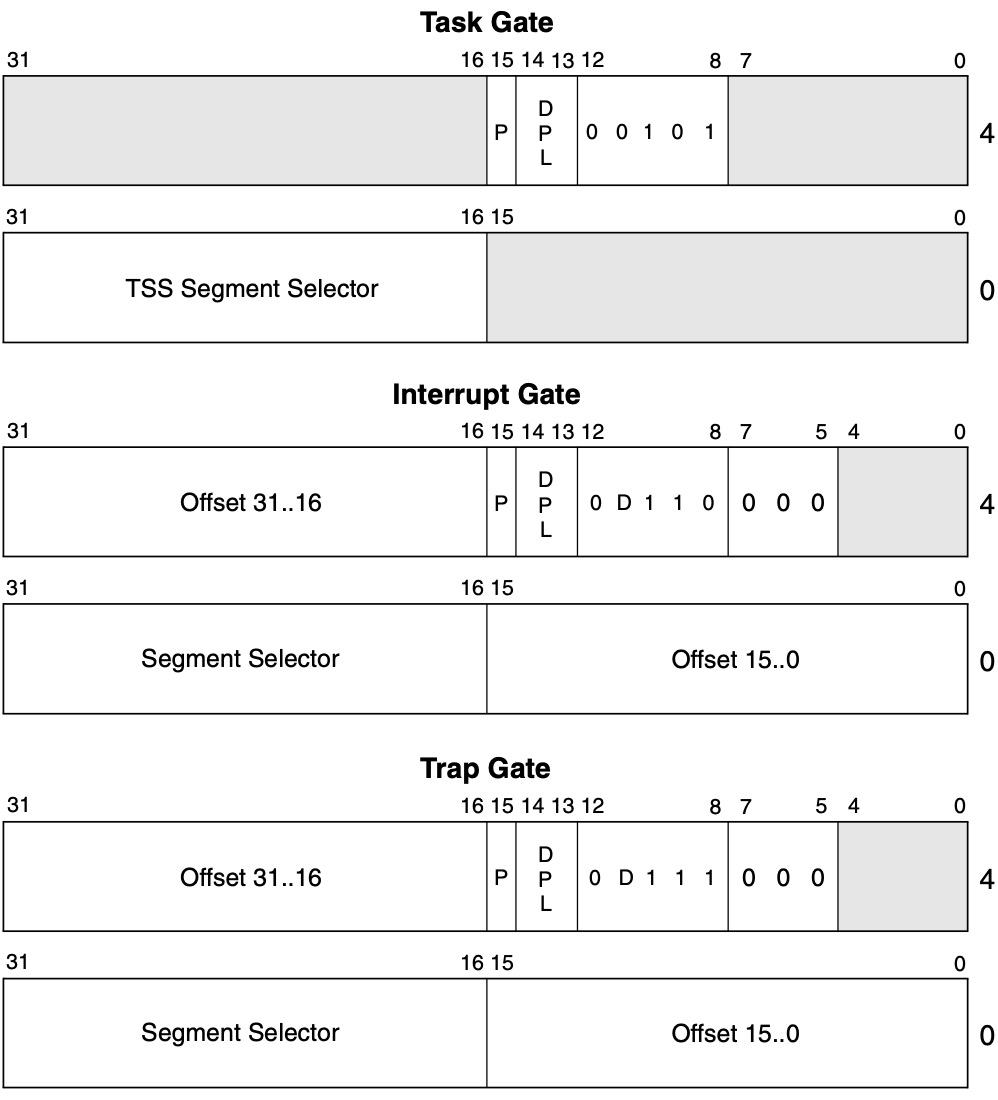 Task Gate
31 16 15 14 13 12 8 7 0
P DPL 0 0 1 0 1 4
31 16 15 0
TSS Segment Selector 0
Interrupt Gate
31 16 15 14 13 12 8 7 5 4 0
Offset 31..16 P DPL 0 D 1 1 0 0 0 0 4
31 16 15 0
Segment Selector Offset 15..0 0
Trap Gate
31 16 15 14 13 12 8 7 5 4 0
Offset 31..16 P DPL 0 D 1 1 1 0 0 0 4
31 16 15 0
Segment Selector Offset 15..0 0